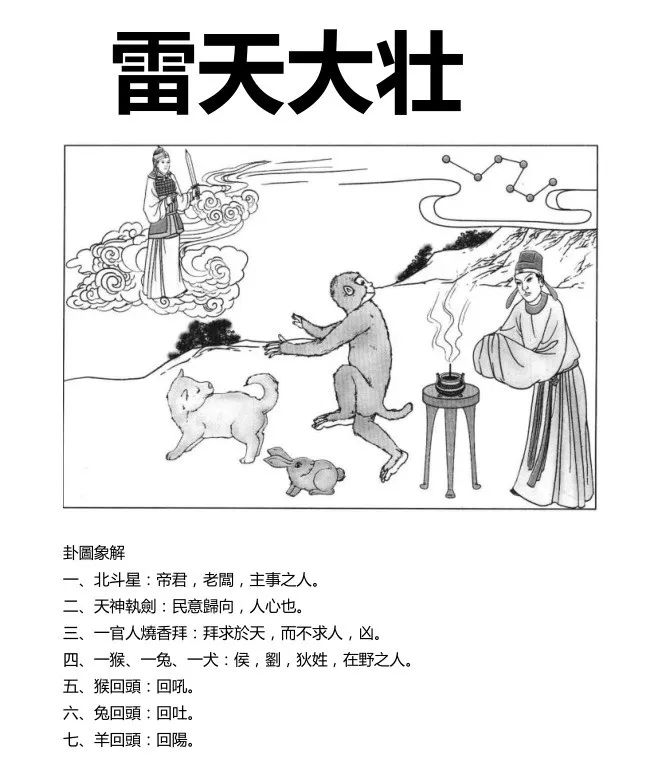 雷天大壮
卦圖象解
一、北斗星：帝君，老闆，主事之人。
二、天神執劍：民意歸向，人心也。
三、一官人燒香拜：拜求於天，而不求人，凶。
四、一猴、一兔、一犬：侯，劉，狄姓，在野之人。
五、猴回頭：回吼。
六、兔回頭：回吐。
七、羊回頭：回陽。